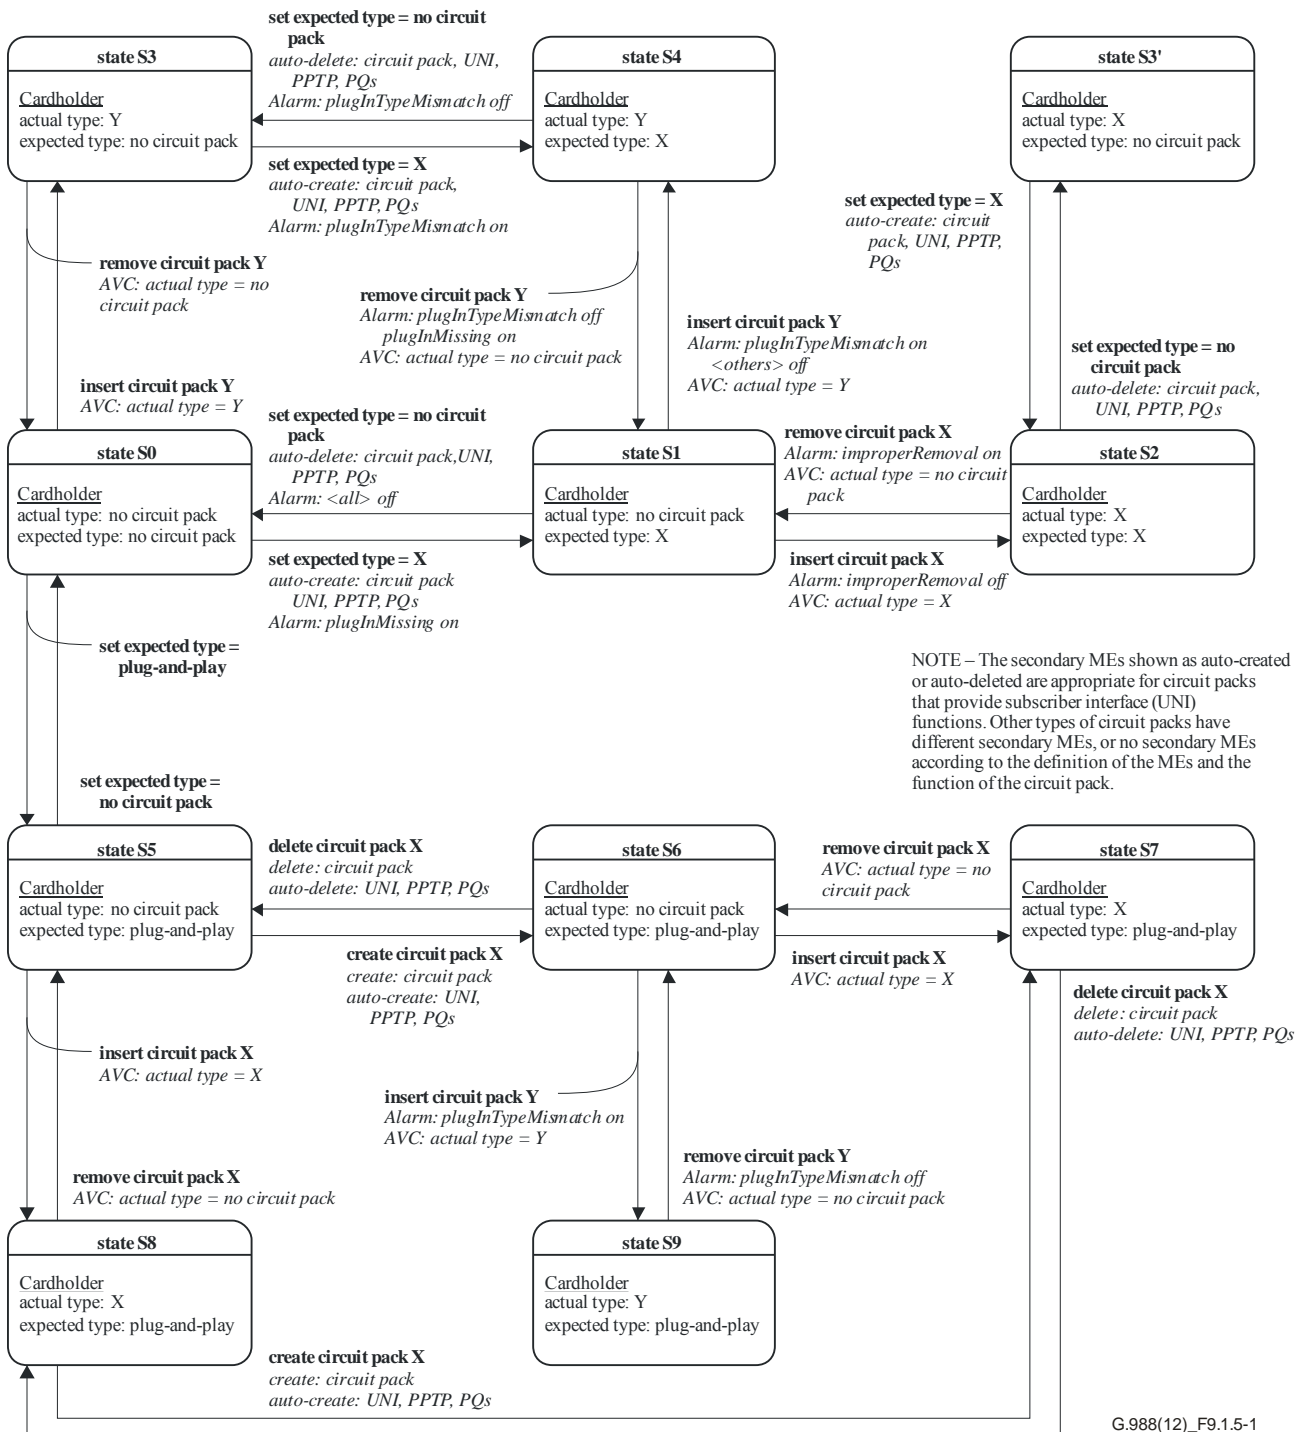 set expected type = no circuit
pack
auto-delete: circuit pack, UNI,
PPTP, PQs
Alarm: plugInTypeMismatch off
state S3
Cardholder
actual type: Y
expected type: no circuit pack
state S4
Cardholder
actual type: Y
expected type: X
state S3'
Cardholder
actual type: X
expected type: no circuit pack
set expected type = X
auto-create: circuit pack,
UNI, PPTP, PQs
Alarm: plugInTypeMismatch on
set expected type = X
auto-create: circuit
pack, UNI, PPTP,
PQs
remove circuit pack Y
AVC: actual type = no
circuit pack
remove circuit pack Y
Alarm: plugInTypeMismatch off
plugInMissing on
AVC: actual type = no circuit pack
insert circuit pack Y
Alarm: plugInTypeMismatch on
<others> off
AVC: actual type = Y
set expected type = no
circuit pack
auto-delete: circuit pack,
UNI, PPTP, PQs
insert circuit pack Y
AVC: actual type = Y
set expected type = no circuit
pack
auto-delete: circuit pack,UNI,
PPTP, PQs
Alarm: <all> off
remove circuit pack X
Alarm: improperRemoval on
AVC: actual type = no circuit
pack
state S0
Cardholder
actual type: no circuit pack
expected type: no circuit pack
state S1
Cardholder
actual type: no circuit pack
expected type: X
state S2
Cardholder
actual type: X
expected type: X
set expected type = X
auto-create: circuit pack
UNI, PPTP, PQs
Alarm: plugInMissing on
insert circuit pack X
Alarm: improperRemoval off
AVC: actual type = X
set expected type =
plug-and-play
NOTE – The secondary MEs shown as auto-created
or auto-deleted are appropriate for circuit packs
that provide subscriber interface (UNI)
functions. Other types of circuit packs have
different secondary MEs, or no secondary MEs
according to the definition of the MEs and the
function of the circuit pack.
set expected type =
no circuit pack
state S5
Cardholder
actual type: no circuit pack
expected type: plug-and-play
delete circuit pack X
delete: circuit pack
auto-delete: UNI, PPTP, PQs
state S6
Cardholder
actual type: no circuit pack
expected type: plug-and-play
remove circuit pack X
AVC: actual type = no
circuit pack
state S7
Cardholder
actual type: X
expected type: plug-and-play
create circuit pack X
create: circuit pack
auto-create: UNI,
PPTP, PQs
insert circuit pack X
AVC: actual type = X
delete circuit pack X
delete: circuit pack
auto-delete: UNI, PPTP, PQs
insert circuit pack X
AVC: actual type = X
insert circuit pack Y
Alarm: plugInTypeMismatch on
AVC: actual type = Y
remove circuit pack X
AVC: actual type = no circuit pack
remove circuit pack Y
Alarm: plugInTypeMismatch off
AVC: actual type = no circuit pack
state S8
Cardholder
actual type: X
expected type: plug-and-play
state S9
Cardholder
actual type: Y
expected type: plug-and-play
create circuit pack X
create: circuit pack
auto-create: UNI, PPTP, PQs
G.988(12)_F9.1.5-1